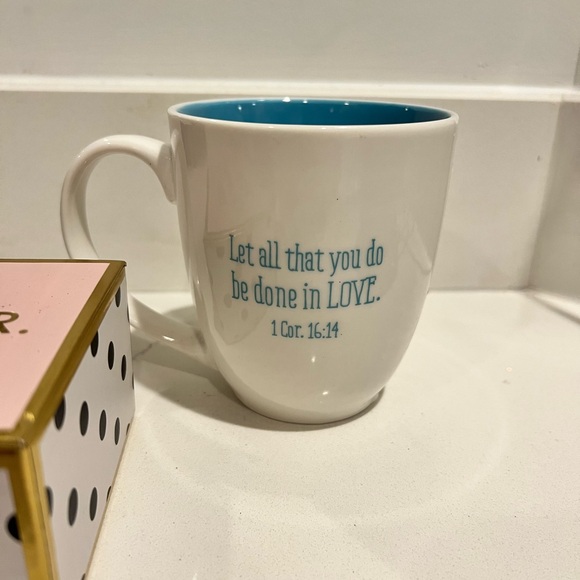 Let all that you do
be done in LOVE.
1 Cor. 16:14
R.